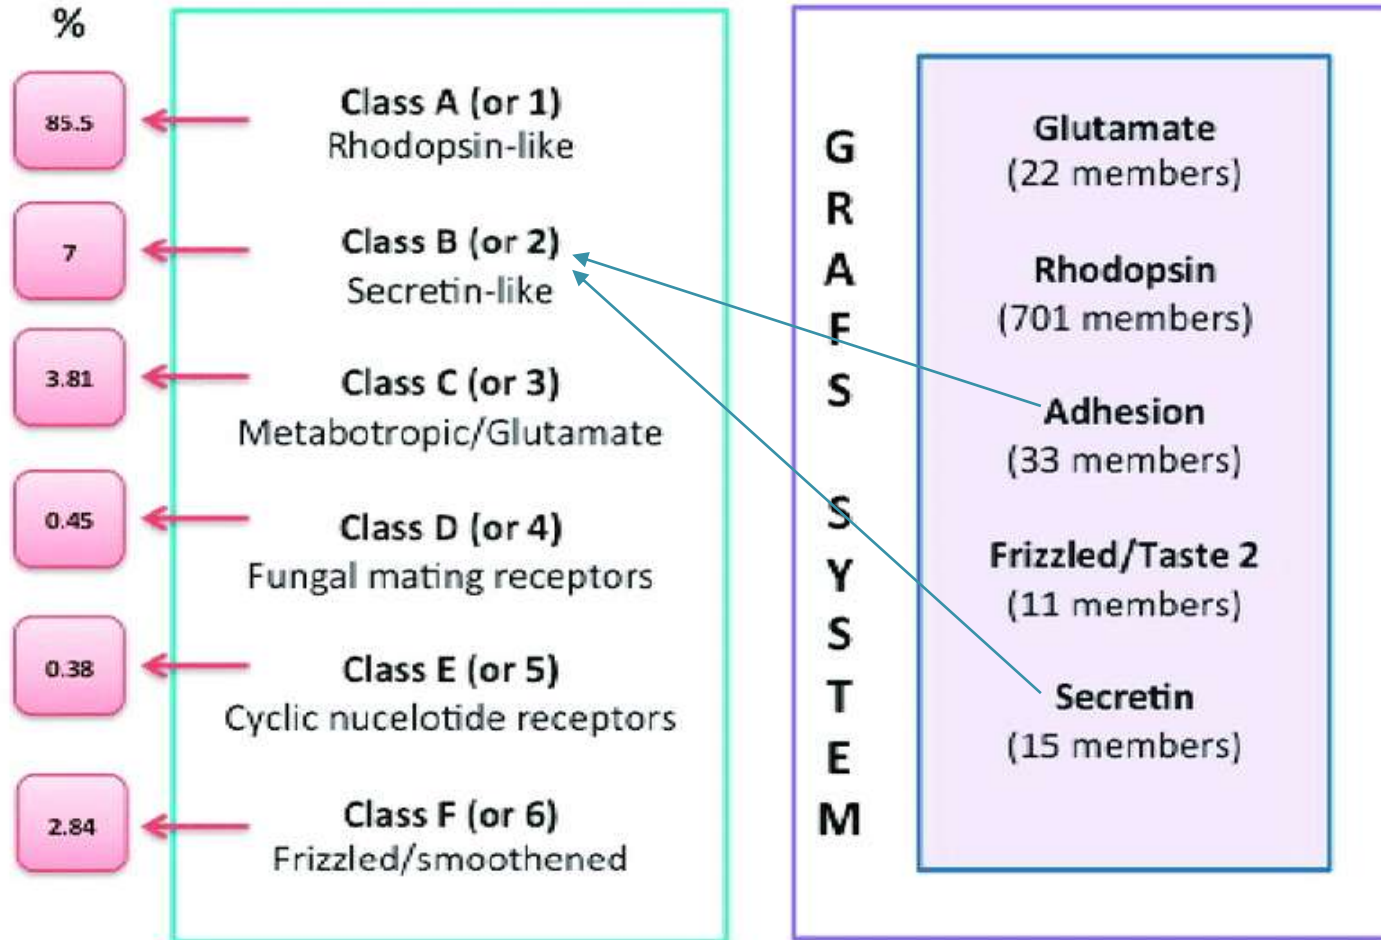 %
85.5
7
3.81
0.45
0.38
2.84
Class A (or 1)
Rhodopsin-like
Class B (or 2)
Secretin-like
Class C (or 3)
Metabotropic/Glutamate
Class D (or 4)
Fungal mating receptors
Class E (or 5)
Cyclic nucelotide receptors
Class F (or 6)
Frizzled/smoothened
GRAFS SYSTEM
Glutamate
(22 members)
Rhodopsin
(701 members)
Adhesion
(33 members)
Frizzled/Taste 2
(11 members)
Secretin
(15 members)